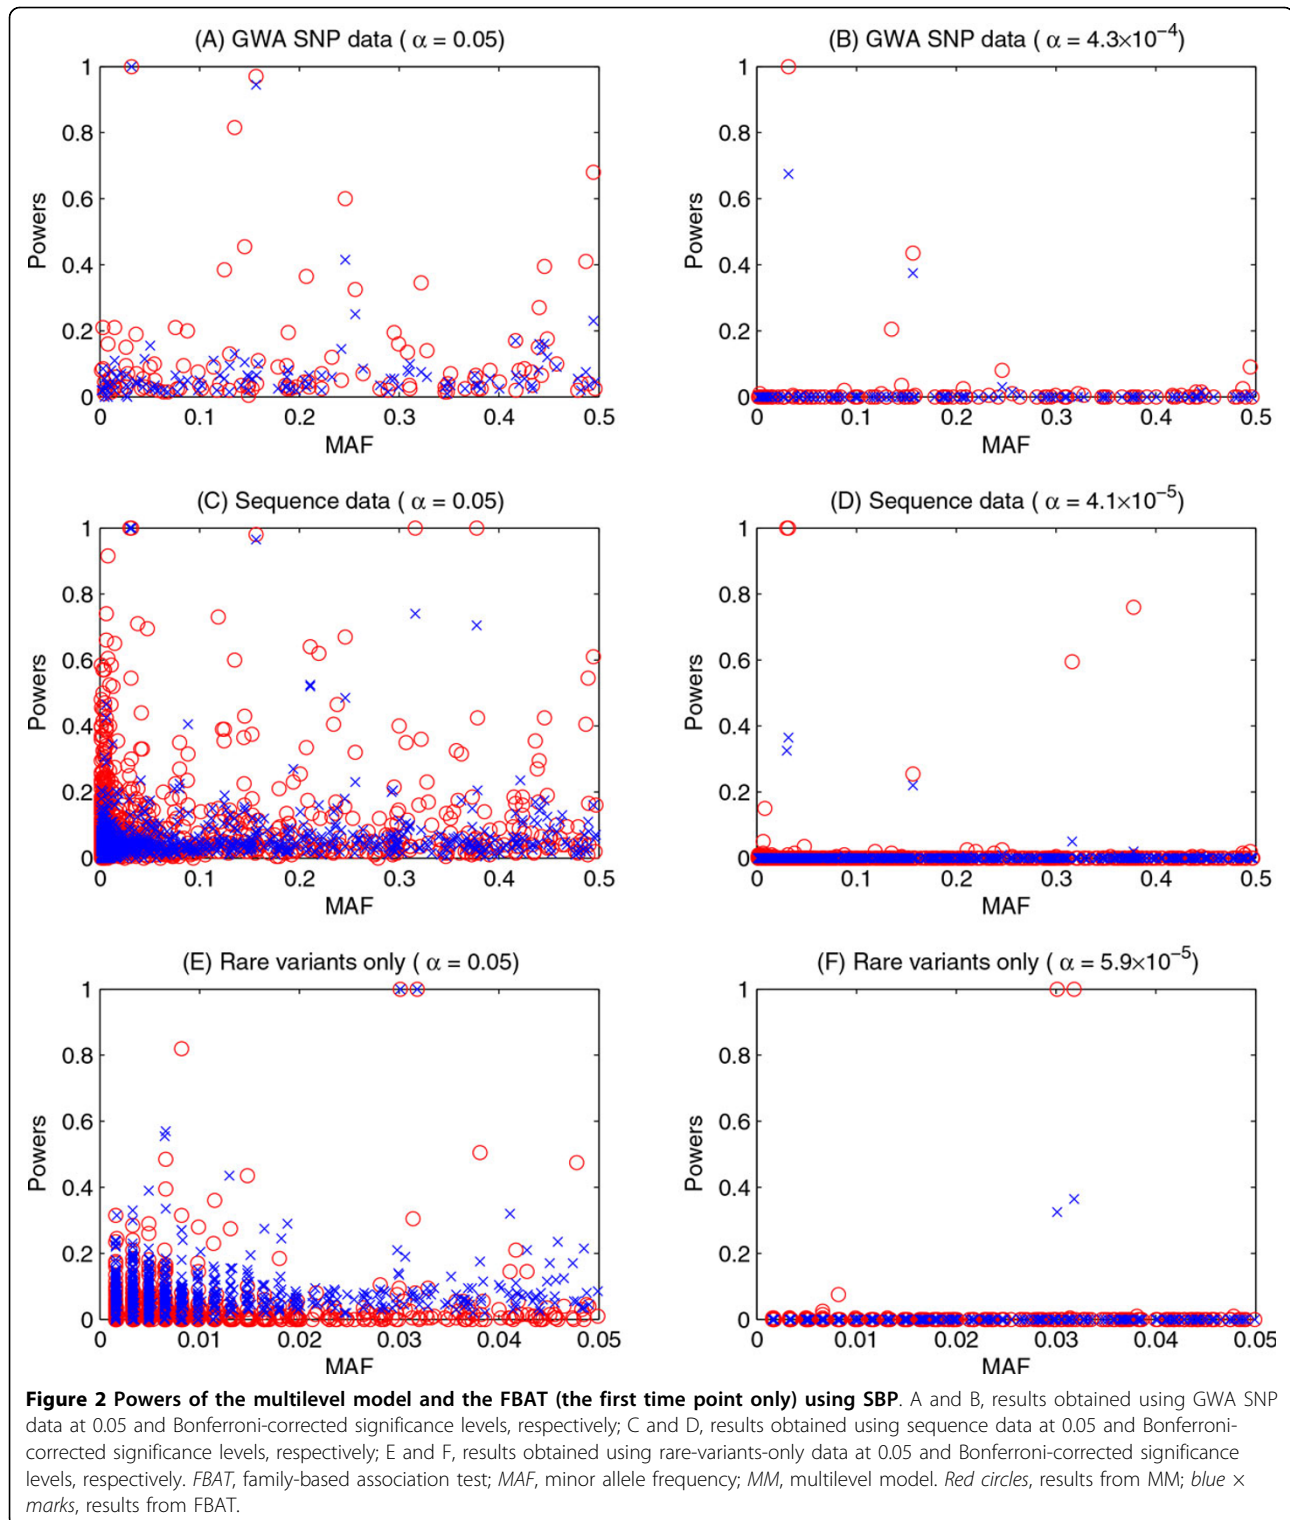 (A) GWA SNP data ( α = 0.05)
1
0.8
0.6
0.4
0.2
0
Powers
0 0.1 0.2 0.3 0.4 0.5
MAF
(B) GWA SNP data ( α = 4.3×10⁻⁴)
1
0.8
0.6
0.4
0.2
0
Powers
0 0.1 0.2 0.3 0.4 0.5
MAF
(C) Sequence data ( α = 0.05)
1
0.8
0.6
0.4
0.2
0
Powers
0 0.1 0.2 0.3 0.4 0.5
MAF
(D) Sequence data ( α = 4.1×10⁻⁵)
1
0.8
0.6
0.4
0.2
0
Powers
0 0.1 0.2 0.3 0.4 0.5
MAF
(E) Rare variants only ( α = 0.05)
1
0.8
0.6
0.4
0.2
0
Powers
0 0.01 0.02 0.03 0.04 0.05
MAF
(F) Rare variants only ( α = 5.9×10⁻⁵)
1
0.8
0.6
0.4
0.2
0
Powers
0 0.01 0.02 0.03 0.04 0.05
MAF
Figure 2 Powers of the multilevel model and the FBAT (the first time point only) using SBP. A and B, results obtained using GWA SNP
data at 0.05 and Bonferroni-corrected significance levels, respectively; C and D, results obtained using sequence data at 0.05 and Bonferroni-
corrected significance levels, respectively; E and F, results obtained using rare-variants-only data at 0.05 and Bonferroni-corrected significance
levels, respectively. FBAT, family-based association test; MAF, minor allele frequency; MM, multilevel model. Red circles, results from MM; blue ×
marks, results from FBAT.